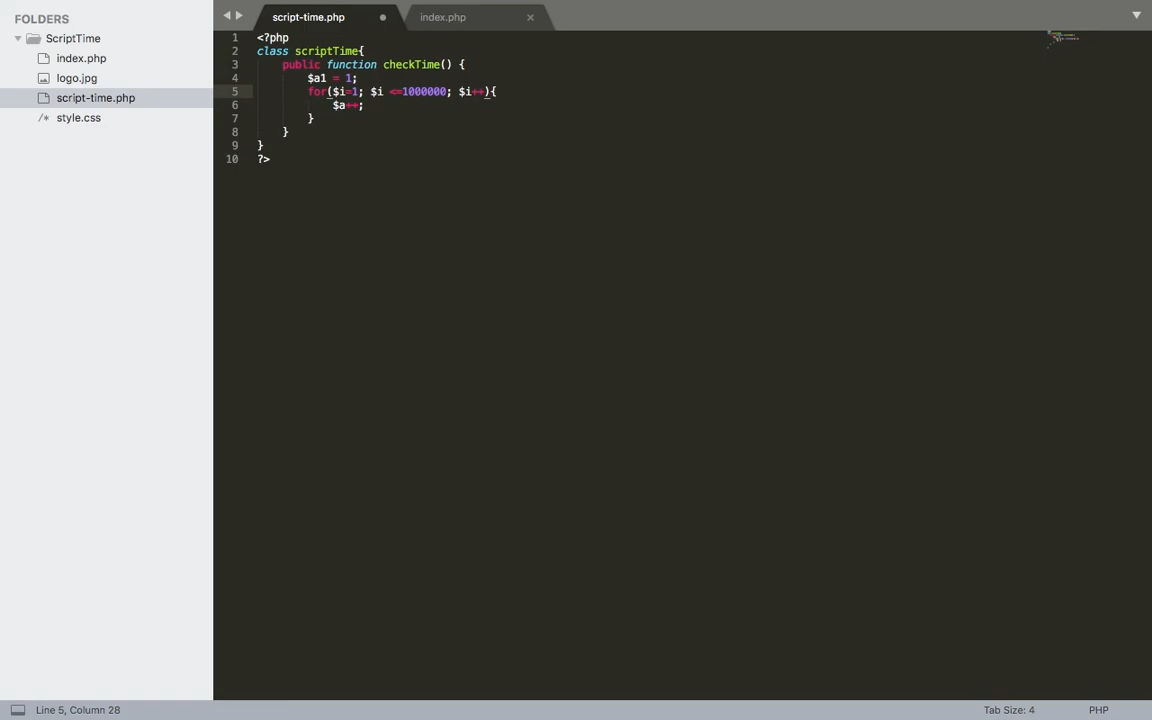 FOLDERS
ScriptTime
index.php
logo.jpg
script-time.php
/* style.css
script-time.php
index.php
1 <?php
2 class scriptTime{
3 public function checkTime() {
4 $a1 = 1;
5 for($i=1; $i <=1000000; $i++){
6 $a++;
7 }
8 }
9 }
10 ?>
Line 5, Column 28
Tab Size: 4
PHP